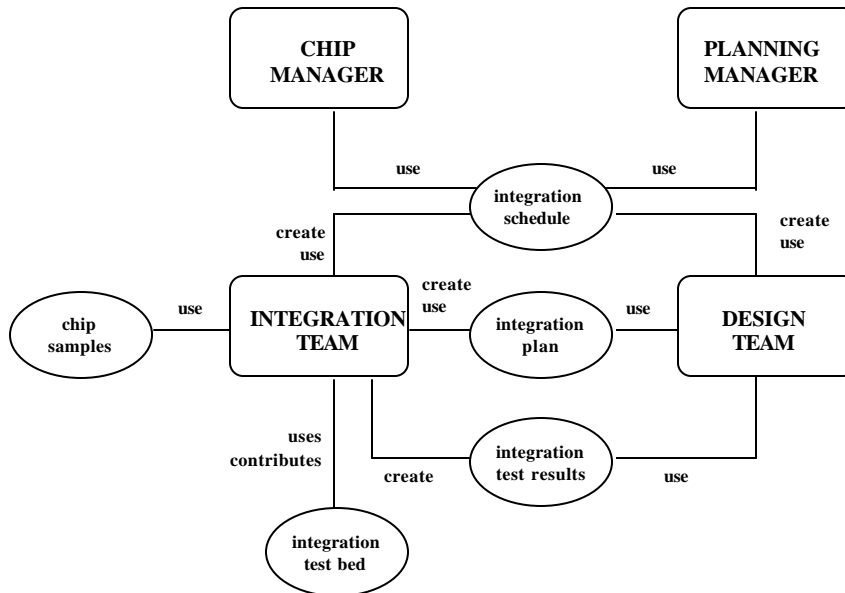 CHIP
MANAGER
PLANNING
MANAGER
use
use
integration
schedule
create
use
create
use
chip
samples
use
INTEGRATION
TEAM
create
use
integration
plan
use
DESIGN
TEAM
uses
contributes
create
integration
test results
use
integration
test bed